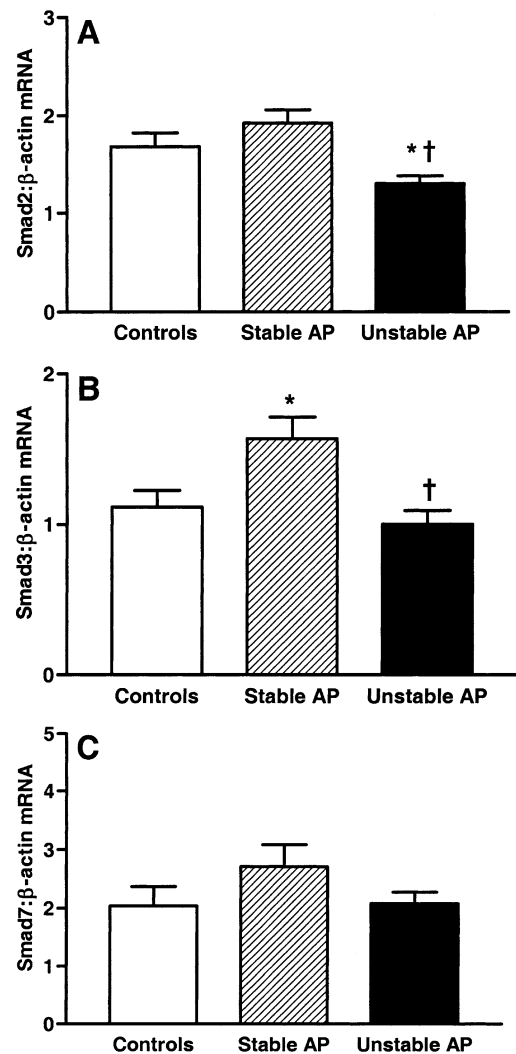 A
Smad2:β-actin mRNA
3
2
1
0
* †
Controls Stable AP Unstable AP
B
Smad3:β-actin mRNA
2
1
0
*
†
Controls Stable AP Unstable AP
C
Smad7:β-actin mRNA
5
4
3
2
1
0
Controls Stable AP Unstable AP